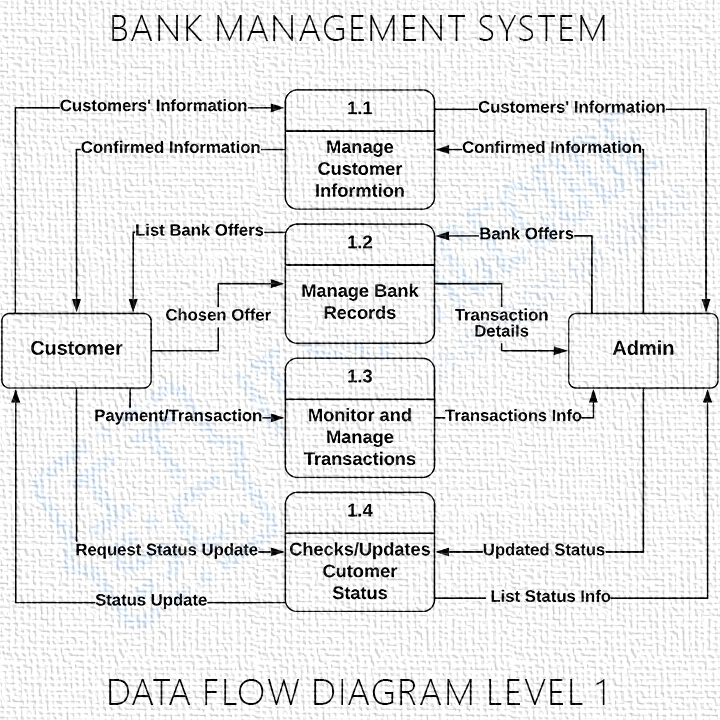 BANK MANAGEMENT SYSTEM
Customers' Information
1.1
Customers' Information
Confirmed Information
Manage
Customer
Informtion
Confirmed Information
List Bank Offers
1.2
Bank Offers
Chosen Offer
Manage Bank
Records
Transaction
Details
Customer
Admin
1.3
Payment/Transaction
Monitor and
Manage
Transactions
Transactions Info
1.4
Request Status Update
Checks/Updates
Cutomer
Status
Updated Status
Status Update
List Status Info
DATA FLOW DIAGRAM LEVEL 1